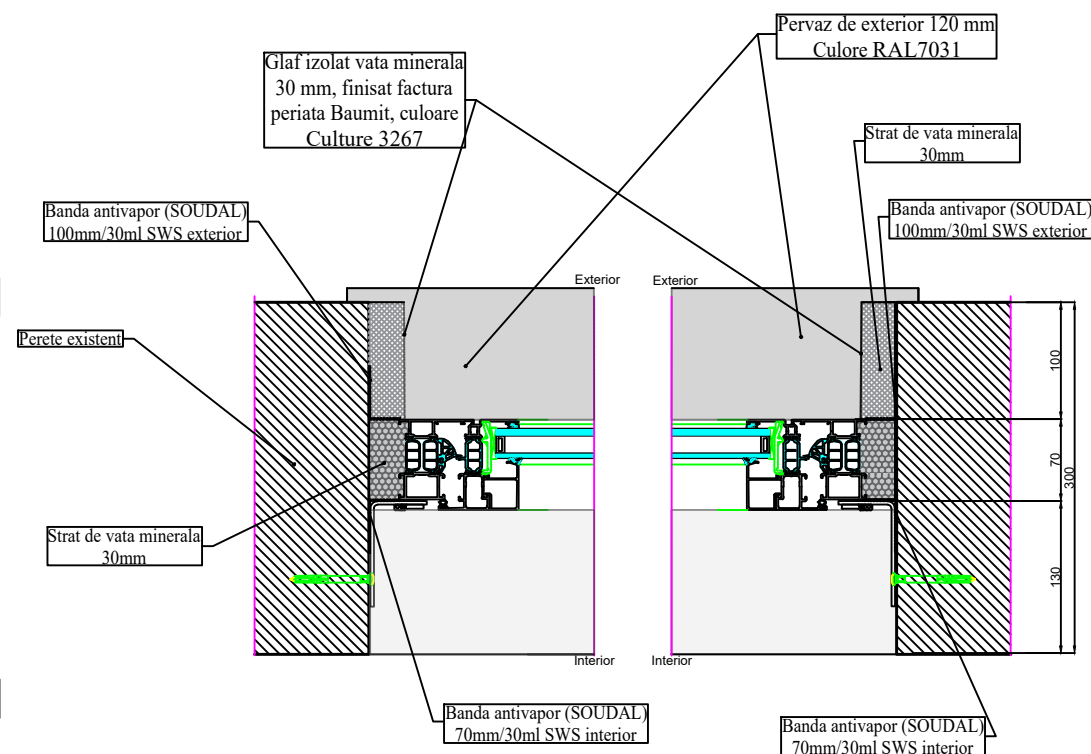 Pervaz de exterior 120 mm
Culore RAL7031
Glaf izolat vata minerala
30 mm, finisat factura
periata Baumit, culoare
Culture 3267
Strat de vata minerala
30mm
Banda antivapor (SOUDAL)
100mm/30ml SWS exterior
Banda antivapor (SOUDAL)
100mm/30ml SWS exterior
Exterior
Exterior
Perete existent
100
70
300
130
Strat de vata minerala
30mm
Interior
Interior
Banda antivapor (SOUDAL)
70mm/30ml SWS interior
Banda antivapor (SOUDAL)
70mm/30ml SWS interior